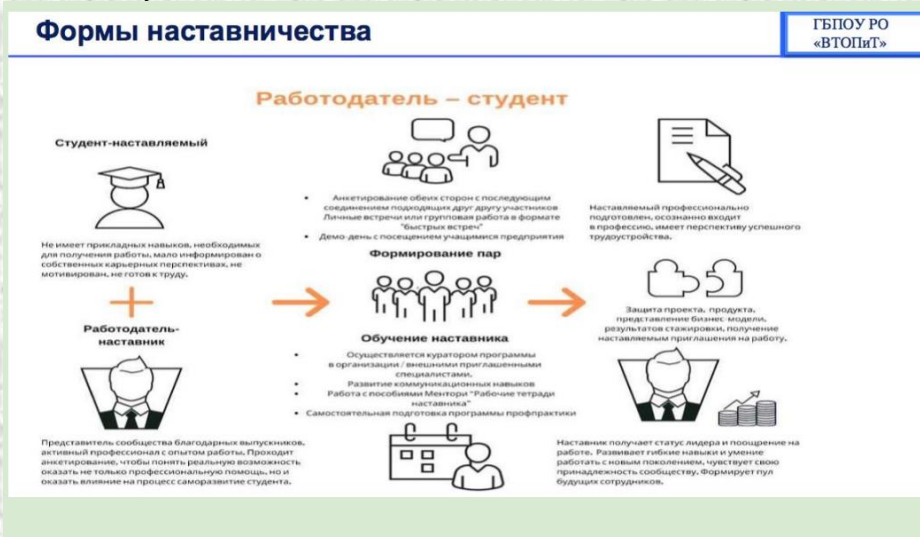 Формы наставничества
ГБПОУ РО
«ВТОПиТ»
Работодатель – студент
Студент-наставляемый
Не имеет прикладных навыков, необходимых
для получения работы, мало информирован о
собственных карьерных перспективах, не
мотивирован, не готов к труду.
Работодатель-
наставник
Представитель сообщества благодарных выпускников,
активный профессионал с опытом работы. Проходит
анкетирование, чтобы понять реальную возможность
оказать не только профессиональную помощь, но и
оказать влияние на процесс саморазвитие студента.
• Анкетирование обеих сторон с последующим
соединением подходящих друг другу участников
Личные встречи или групповая работа в формате
"быстрых встреч"
• Демо-день с посещением учащимися предприятия
Формирование пар
Обучение наставника
• Осуществляется куратором программы
в организации / внешними приглашенными
специалистами.
• Развитие коммуникационных навыков
• Работа с пособиями Ментори "Рабочие тетради
наставника"
• Самостоятельная подготовка программы профпрактики
Наставляемый профессионально
подготовлен, осознанно входит
в профессию, имеет перспективу успешного
трудоустройства.
Защита проекта, продукта,
представление бизнес-модели,
результатов стажировки, получение
наставляемым приглашения на работу.
Наставник получает статус лидера и поощрение на
работе. Развивает гибкие навыки и умение
работать с новым поколением, чувствует свою
принадлежность сообществу. Формирует пул
будущих сотрудников.